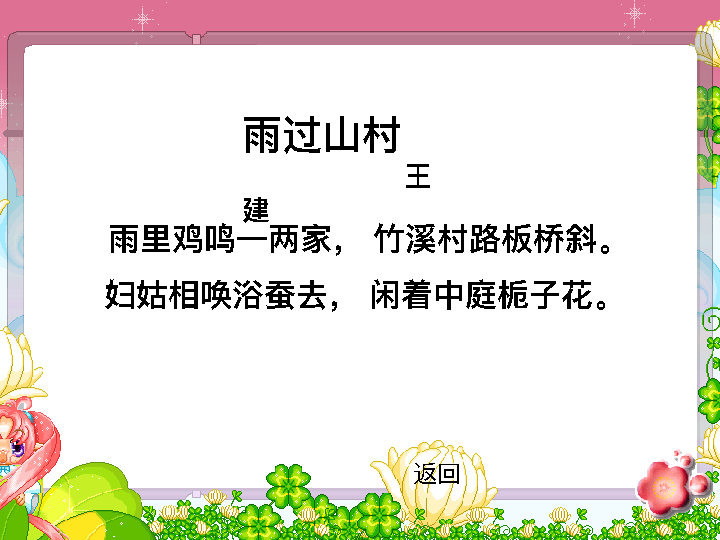 雨过山村
王
建
雨里鸡鸣一两家， 竹溪村路板桥斜。
妇姑相唤浴蚕去， 闲着中庭栀子花。
返回